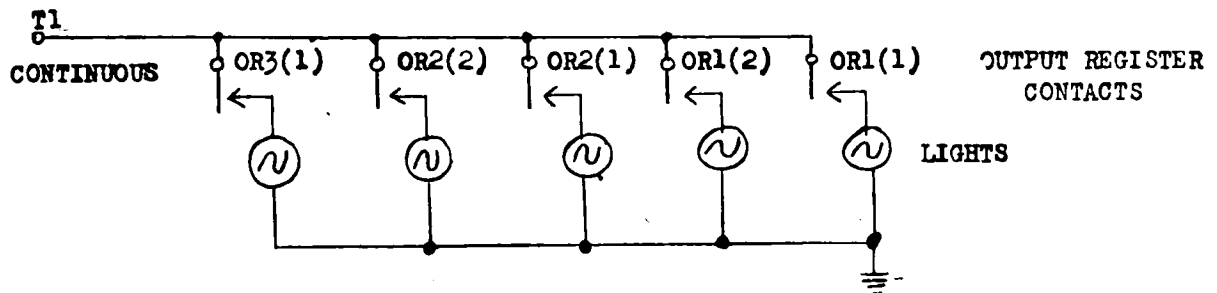 T1
CONTINUOUS
OR3(1)
OR2(2)
OR2(1)
OR1(2)
OR1(1)
OUTPUT REGISTER
CONTACTS
LIGHTS